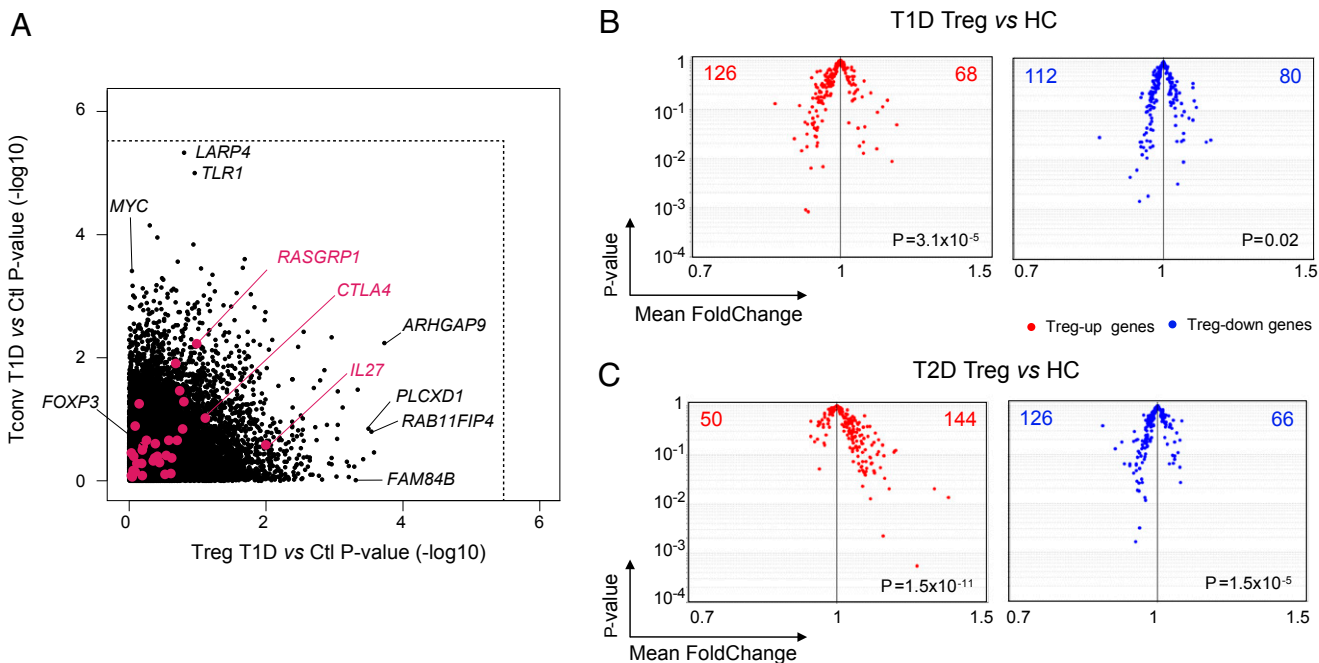 A
Tconv T1D vs Ctl P-value (-log10)
6
4
2
0
LARP4
TLR1
MYC
RASGRP1
CTLA4
ARHGAP9
IL27
FOXP3
PLCXD1
RAB11FIP4
FAM84B
0 2 4 6
Treg T1D vs Ctl P-value (-log10)
B
T1D Treg vs HC
1
10-1
10-2
10-3
10-4
126 68
P=3.1x10-5
112 80
P=0.02
0.7 1 1.5
0.7 1 1.5
P-value
Mean FoldChange
Treg-up genes Treg-down genes
C
T2D Treg vs HC
1
10-1
10-2
10-3
10-4
50 144
P=1.5x10-11
126 66
P=1.5x10-5
0.7 1 1.5
0.7 1 1.5
P-value
Mean FoldChange